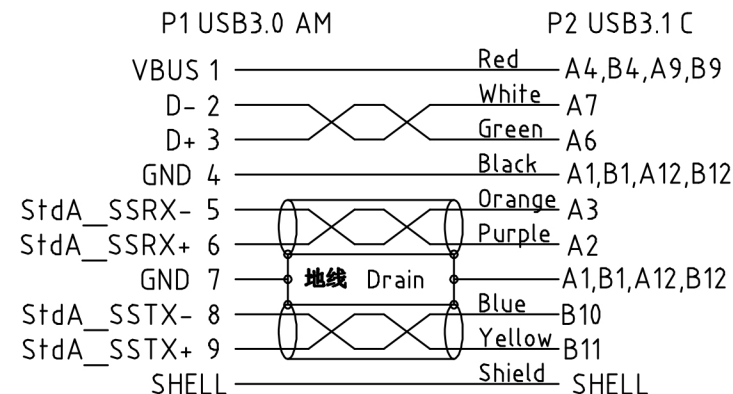 P1 USB3.0 AM P2 USB3.1 C
VBUS 1 Red A4,B4,A9,B9
D- 2 White A7
D+ 3 Green A6
GND 4 Black A1,B1,A12,B12
StdA_SSRX- 5 Orange A3
StdA_SSRX+ 6 Purple A2
GND 7 地线 Drain A1,B1,A12,B12
StdA_SSTX- 8 Blue B10
StdA_SSTX+ 9 Yellow B11
SHELL Shield SHELL